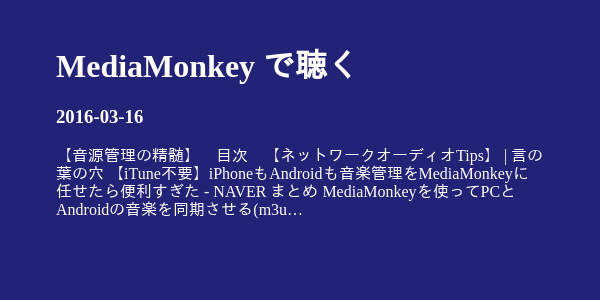 MediaMonkey で聴く
2016-03-16
【音源管理の精髄】　目次　【ネットワークオーディオTips】 | 言の
葉の穴 【iTune不要】iPhoneもAndroidも音楽管理をMediaMonkeyに
任せたら便利すぎた - NAVER まとめ MediaMonkeyを使ってPCと
Androidの音楽を同期させる(m3u…